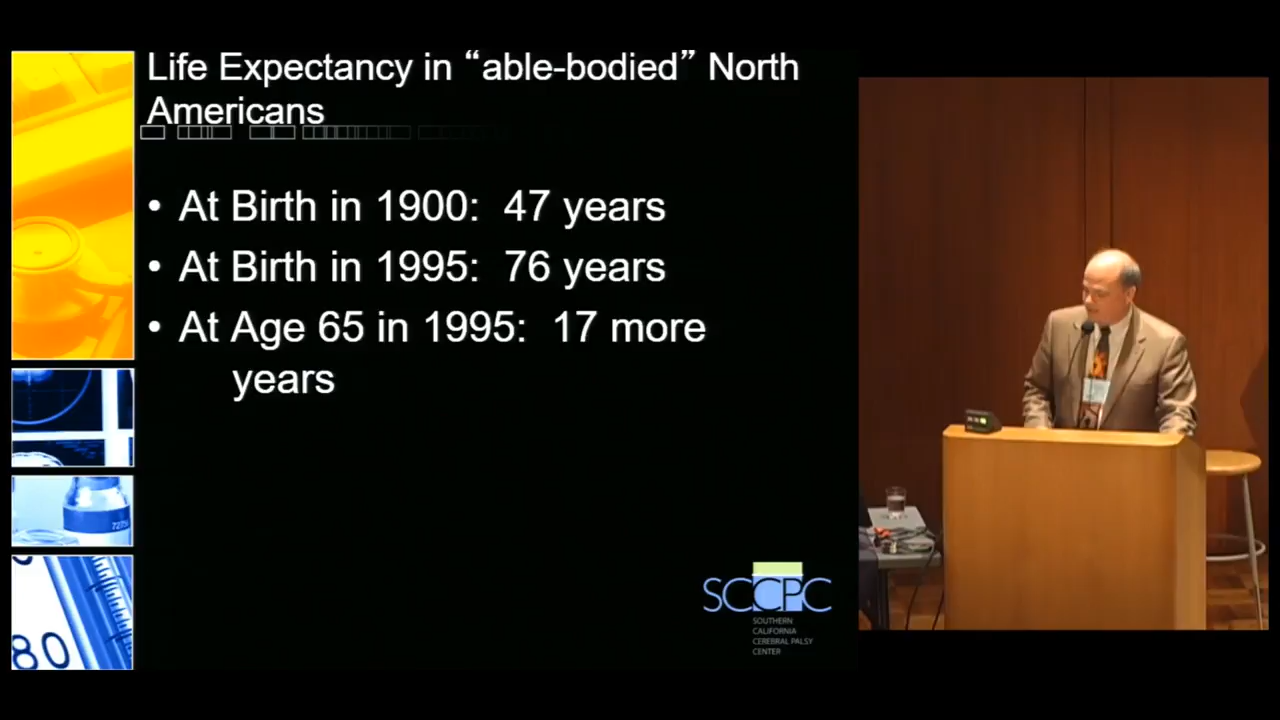 Life Expectancy in “able-bodied” North
Americans
• At Birth in 1900:  47 years
• At Birth in 1995:  76 years
• At Age 65 in 1995:  17 more
years
80
SCCPC
SOUTHERN
CALIFORNIA
CEREBRAL PALSY
CENTER